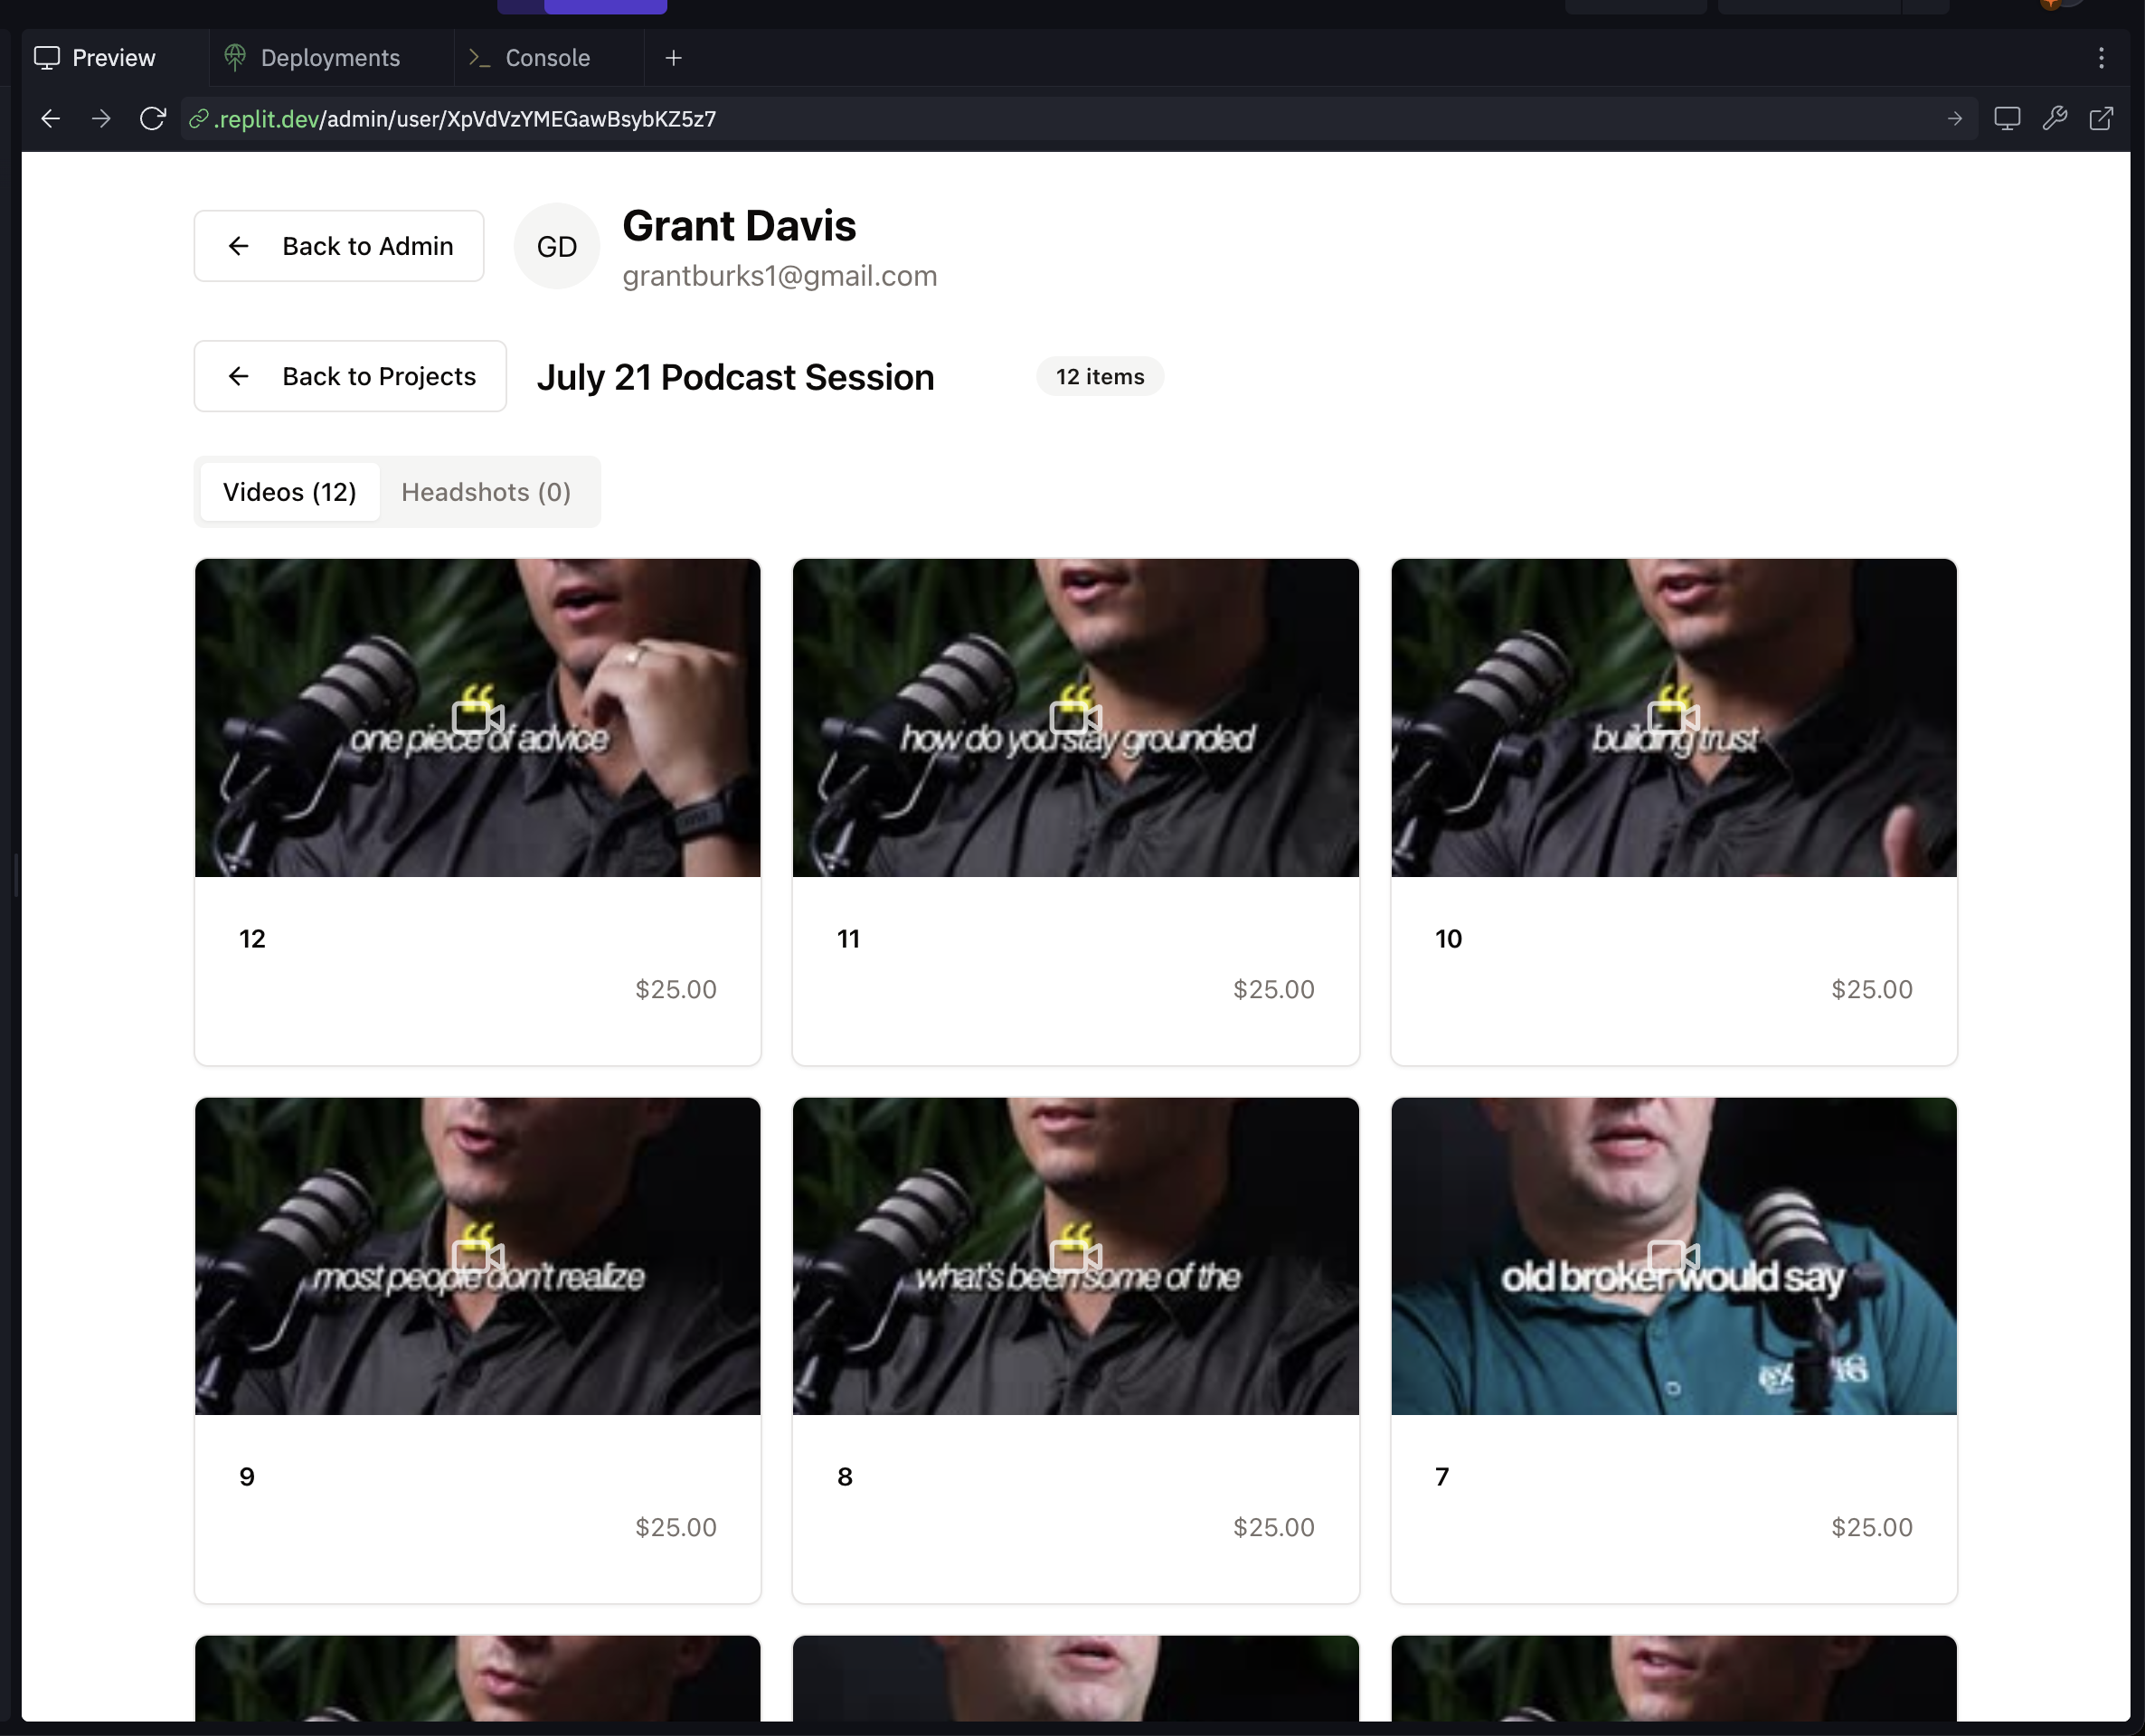 Preview
Deployments
Console
.replit.dev/admin/user/XpVdVzYMEGawBsybKZ5z7
Back to Admin
GD
Grant Davis
grantburks1@gmail.com
Back to Projects
July 21 Podcast Session
12 items
Videos (12)
Headshots (0)
“
one piece of advice
“
how do you stay grounded
“
building trust
12
$25.00
11
$25.00
10
$25.00
“
most people don't realize
“
what's been some of the
old broker would say
9
$25.00
8
$25.00
7
$25.00